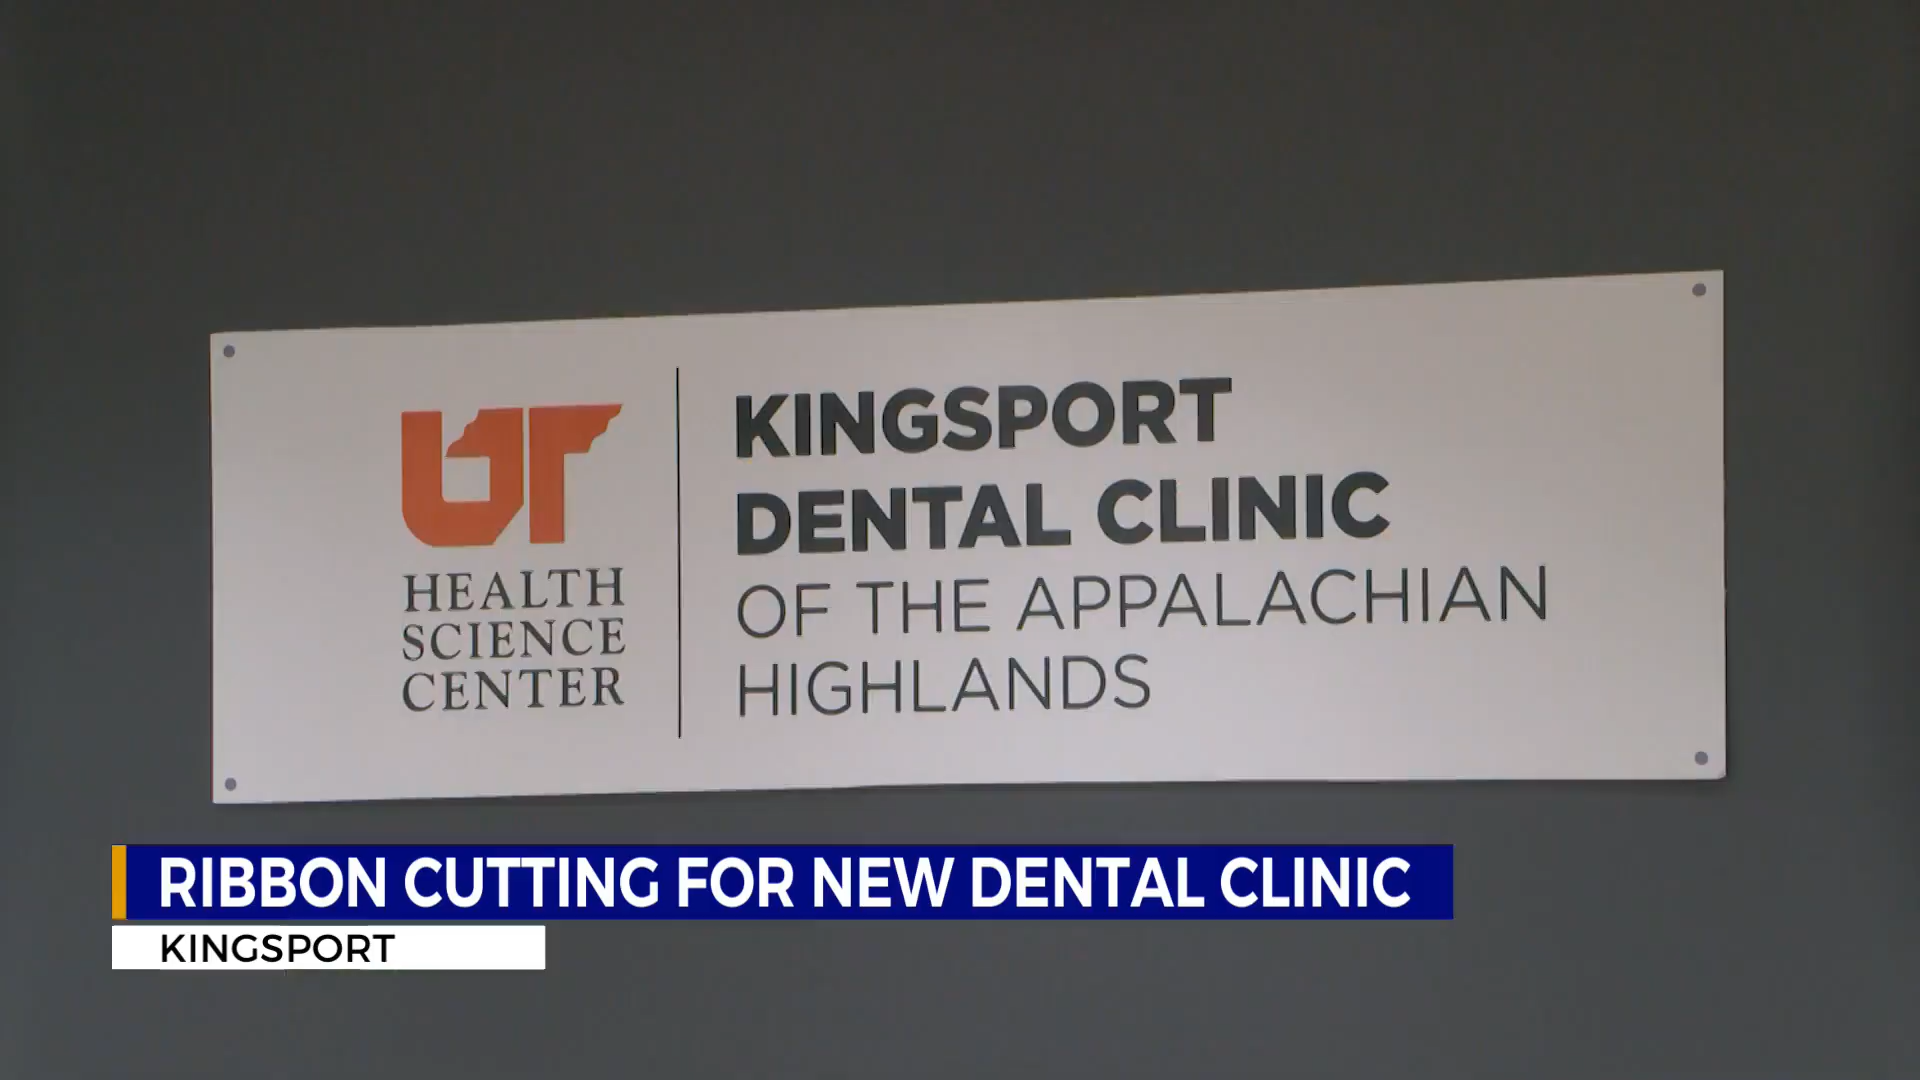 UT
HEALTH
SCIENCE
CENTER
KINGSPORT
DENTAL CLINIC
OF THE APPALACHIAN
HIGHLANDS
RIBBON CUTTING FOR NEW DENTAL CLINIC
KINGSPORT